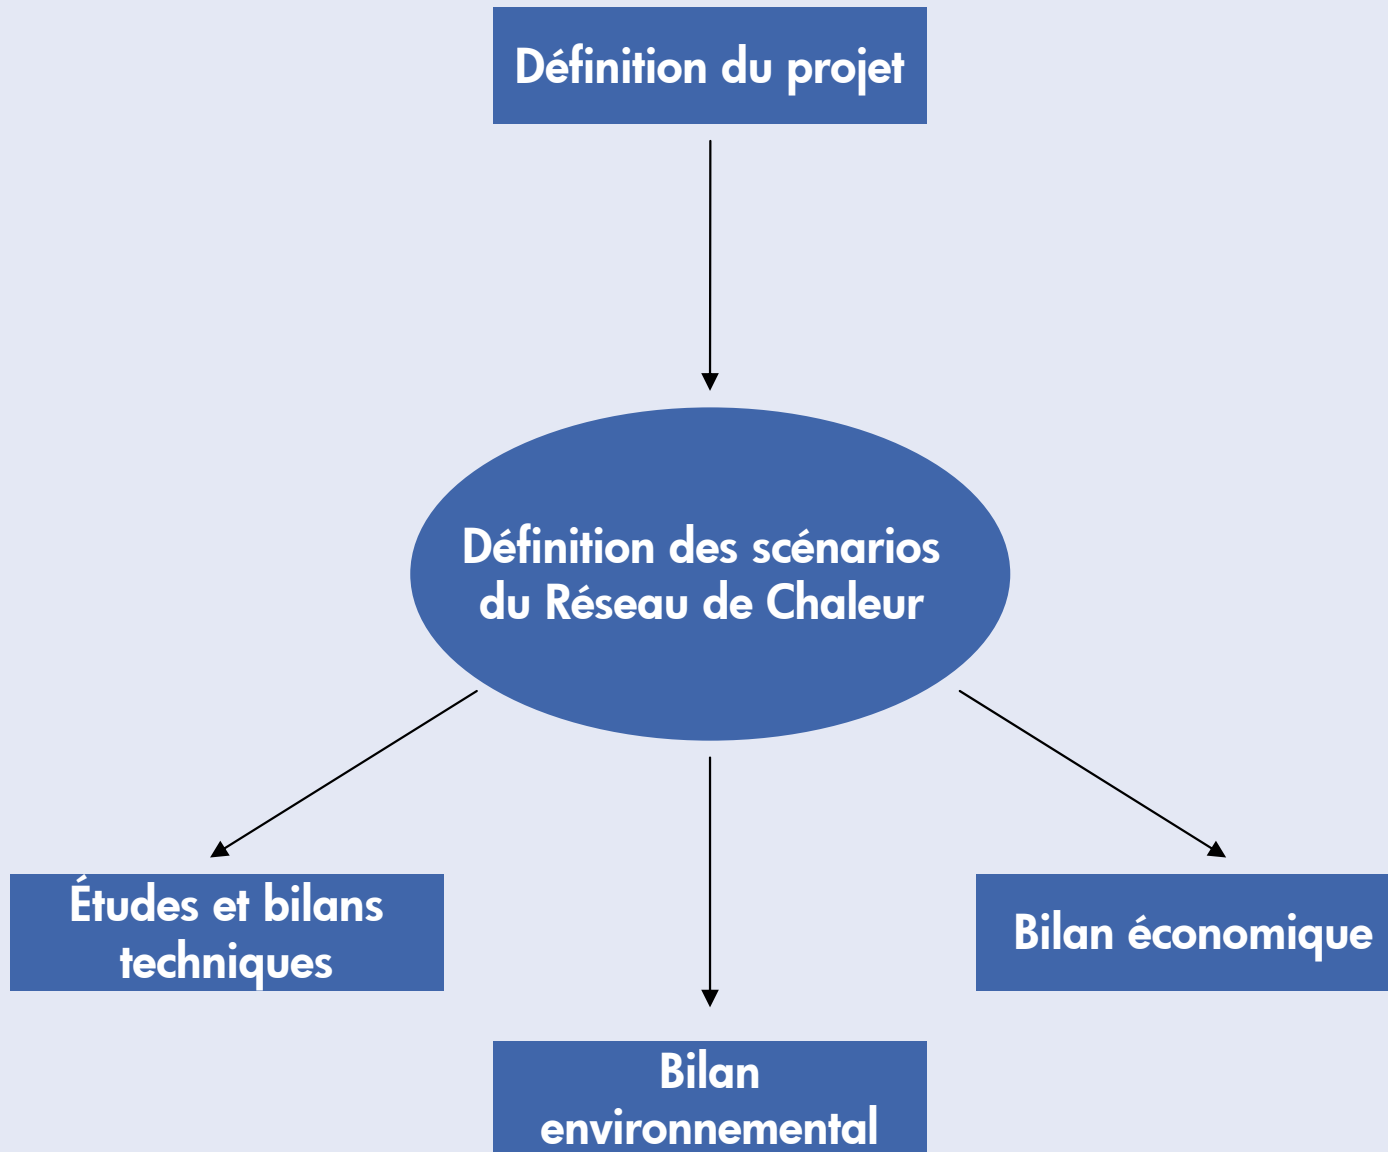 Définition du projet
Définition des scénarios
du Réseau de Chaleur
Études et bilans
techniques
Bilan économique
Bilan
environnemental